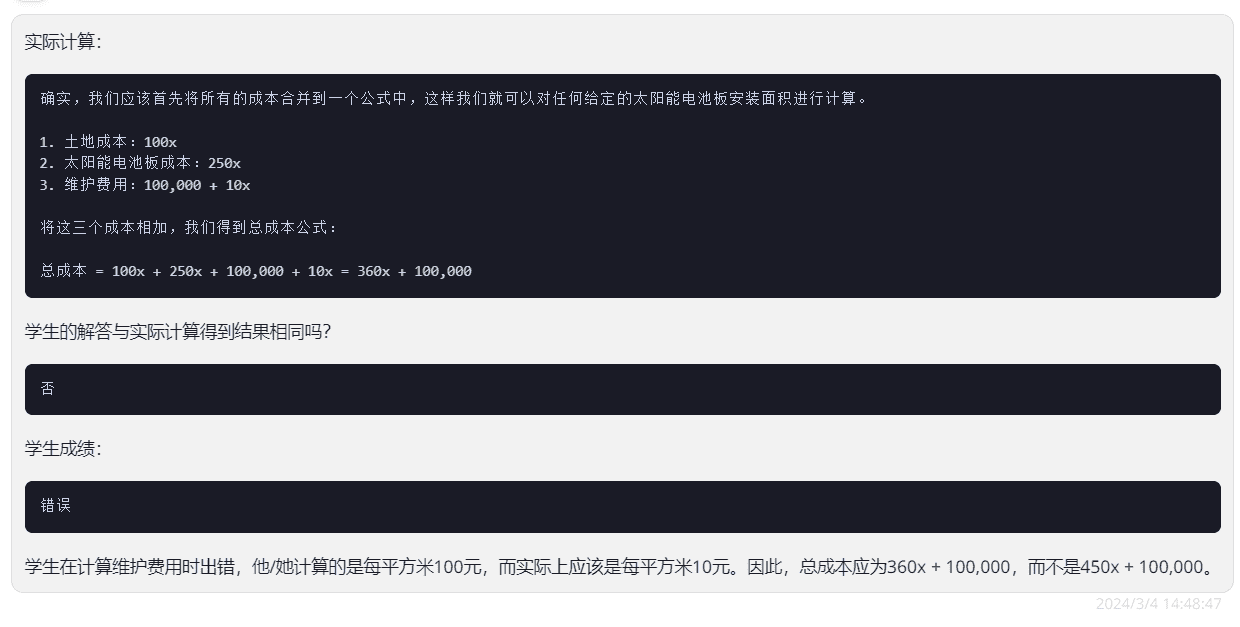 实际计算：
确实，我们应该首先将所有的成本合并到一个公式中，这样我们就可以对任何给定的太阳能电池板安装面积进行计算。
1. 土地成本：100x
2. 太阳能电池板成本：250x
3. 维护费用：100,000 + 10x
将这三个成本相加，我们得到总成本公式：
总成本 = 100x + 250x + 100,000 + 10x = 360x + 100,000
学生的解答与实际计算得到结果相同吗？
否
学生成绩：
错误
学生在计算维护费用时出错，他/她计算的是每平方米100元，而实际上应该是每平方米10元。因此，总成本应为360x + 100,000，而不是450x + 100,000。
2024/3/4 14:48:47